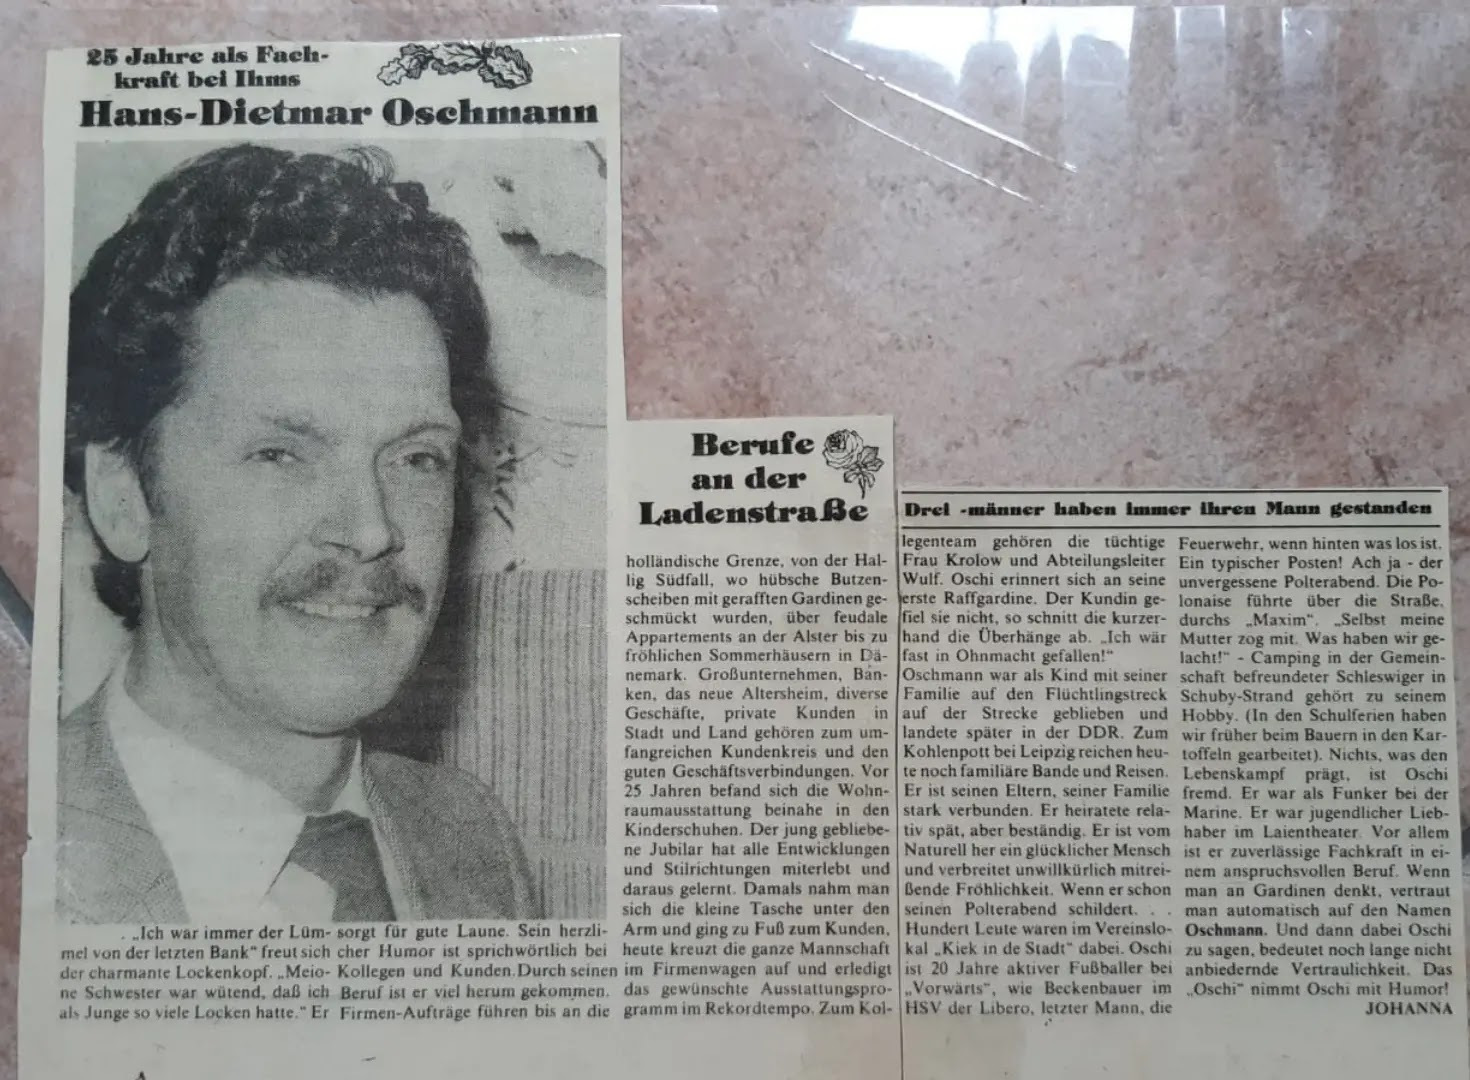 25 Jahre als Fach-
kraft bei Ihms
Hans-Dietmar Oschmann
„Ich war immer der Lüm-
mel von der letzten Bank“ freut sich
der charmante Lockenkopf. „Meio-
ne Schwester war wütend, daß ich
als Junge so viele Locken hatte.“ Er
sorgt für gute Laune. Sein herzli-
cher Humor ist sprichwörtlich bei
Kollegen und Kunden. Durch seinen
Beruf ist er viel herum gekommen.
Firmen-Aufträge führen bis an die
Berufe
an der
Ladenstraße
holländische Grenze, von der Hal-
lig Südfall, wo hübsche Butzen-
scheiben mit gerafften Gardinen ge-
schmückt wurden, über feudale
Appartements an der Alster bis zu
fröhlichen Sommerhäusern in Dä-
nemark. Großunternehmen, Ban-
ken, das neue Altersheim, diverse
Geschäfte, private Kunden in
Stadt und Land gehören zum um-
fangreichen Kundenkreis und den
guten Geschäftsverbindungen. Vor
25 Jahren befand sich die Wohn-
raumausstattung beinahe in den
Kinderschuhen. Der jung gebliebe-
ne Jubilar hat alle Entwicklungen
und Stilrichtungen miterlebt und
daraus gelernt. Damals nahm man
sich die kleine Tasche unter den
Arm und ging zu Fuß zum Kunden,
heute kreuzt die ganze Mannschaft
im Firmenwagen auf und erledigt
das gewünschte Ausstattungspro-
gramm im Rekordtempo. Zum Kol-
Drei -männer haben immer ihren Mann gestanden
legenteam gehören die tüchtige
Frau Krolow und Abteilungsleiter
Wulf. Oschi erinnert sich an seine
erste Raffgardine. Der Kundin ge-
fiel sie nicht, so schnitt die kurzer-
hand die Überhänge ab. „Ich wär
fast in Ohnmacht gefallen!“
Oschmann war als Kind mit seiner
Familie auf den Flüchtlingstreck
auf der Strecke geblieben und
landete später in der DDR. Zum
Kohlenpott bei Leipzig reichen heu-
te noch familiäre Bande und Reisen.
Er ist seinen Eltern, seiner Familie
stark verbunden. Er heiratete rela-
tiv spät, aber beständig. Er ist vom
Naturell her ein glücklicher Mensch
und verbreitet unwillkürlich mitrei-
ßende Fröhlichkeit. Wenn er schon
seinen Polterabend schildert. . .
Hundert Leute waren im Vereinslo-
kal „Kiek in de Stadt“ dabei. Oschi
ist 20 Jahre aktiver Fußballer bei
„Vorwärts“, wie Beckenbauer im
HSV der Libero, letzter Mann, die
Feuerwehr, wenn hinten was los ist.
Ein typischer Posten! Ach ja - der
unvergessene Polterabend. Die Po-
lonaise führte über die Straße,
durchs „Maxim“. „Selbst meine
Mutter zog mit. Was haben wir ge-
lacht!“ - Camping in der Gemein-
schaft befreundeter Schleswiger in
Schuby-Strand gehört zu seinem
Hobby. (In den Schulferien haben
wir früher beim Bauern in den Kar-
toffeln gearbeitet). Nichts, was den
Lebenskampf prägt, ist Oschi
fremd. Er war als Funker bei der
Marine. Er war jugendlicher Lieb-
haber im Laientheater. Vor allem
ist er zuverlässige Fachkraft in ei-
nem anspruchsvollen Beruf. Wenn
man an Gardinen denkt, vertraut
man automatisch auf den Namen
Oschmann. Und dann dabei Oschi
zu sagen, bedeutet noch lange nicht
anbiedernde Vertraulichkeit. Das
„Oschi“ nimmt Oschi mit Humor!
JOHANNA